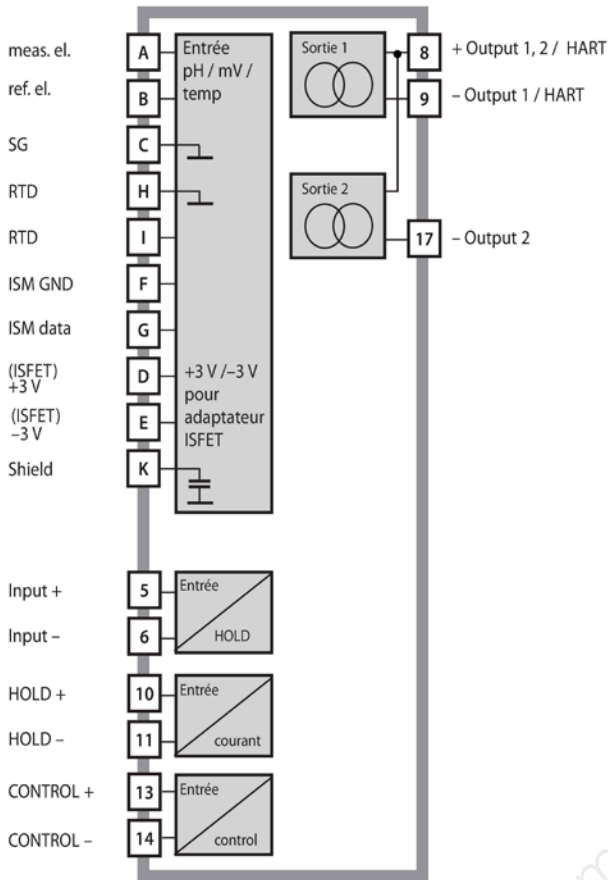 meas. el.
A
Entrée
pH / mV /
temp
ref. el.
B
SG
C
RTD
H
RTD
I
ISM GND
F
ISM data
G
(ISFET)
+3 V
D
+3 V /–3 V
pour
adaptateur
ISFET
(ISFET)
–3 V
E
Shield
K
Sortie 1
8
+ Output 1, 2 / HART
9
– Output 1 / HART
Sortie 2
17
– Output 2
Input +
5
Entrée
Input –
6
HOLD
HOLD +
10
Entrée
HOLD –
11
courant
CONTROL +
13
Entrée
CONTROL –
14
control